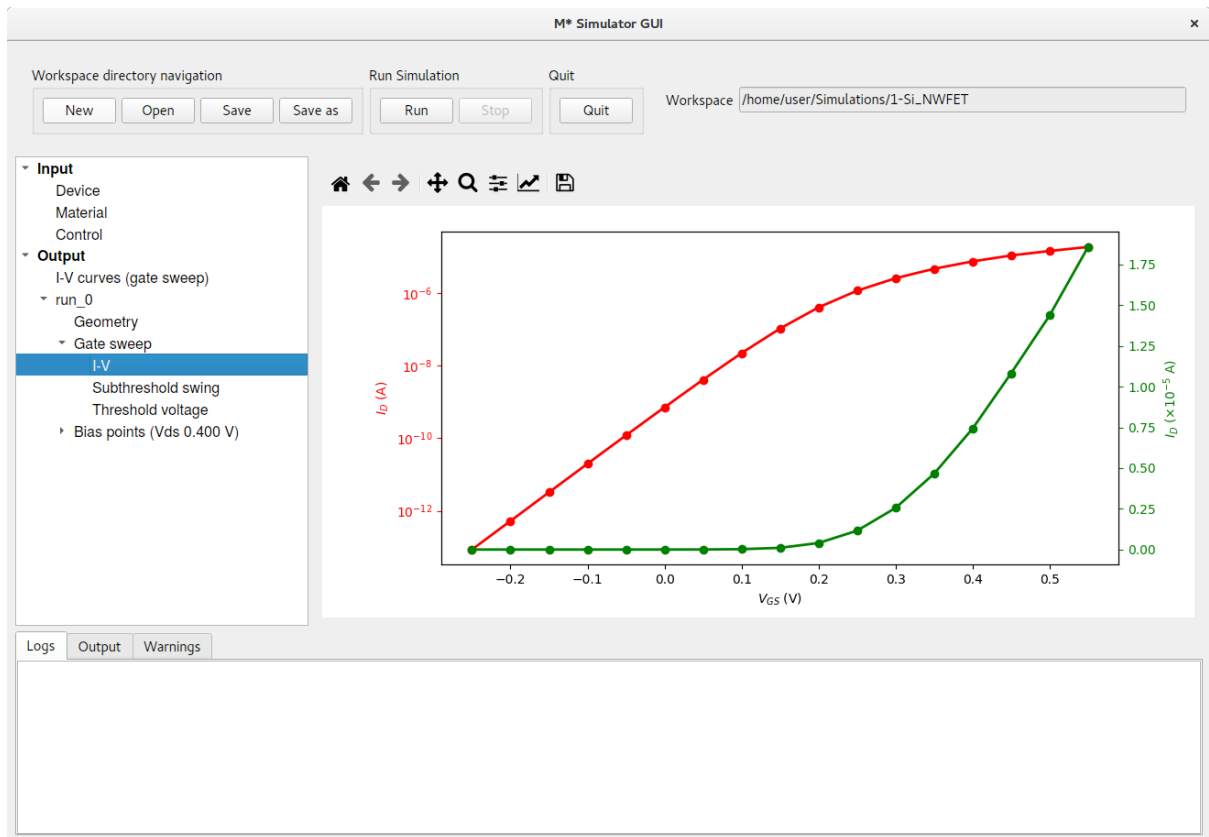 M* Simulator GUI
×
Workspace directory navigation
Run Simulation
Quit
New
Open
Save
Save as
Run
Stop
Quit
Workspace /home/user/Simulations/1-Si_NWFET
Input
Device
Material
Control
Output
I-V curves (gate sweep)
run_0
Geometry
Gate sweep
I-V
Subthreshold swing
Threshold voltage
Bias points (Vds 0.400 V)
10⁻⁶
10⁻⁸
10⁻¹⁰
10⁻¹²
I_D (A)
1.75
1.50
1.25
1.00
0.75
0.50
0.25
0.00
I_D (×10⁻⁵ A)
−0.2 −0.1 0.0 0.1 0.2 0.3 0.4 0.5
V_GS (V)
Logs
Output
Warnings